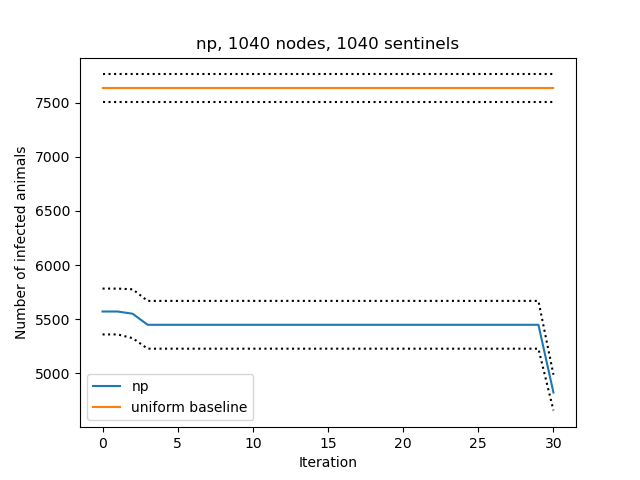 np, 1040 nodes, 1040 sentinels
Number of infected animals
7500
7000
6500
6000
5500
5000
np
uniform baseline
0 5 10 15 20 25 30
Iteration